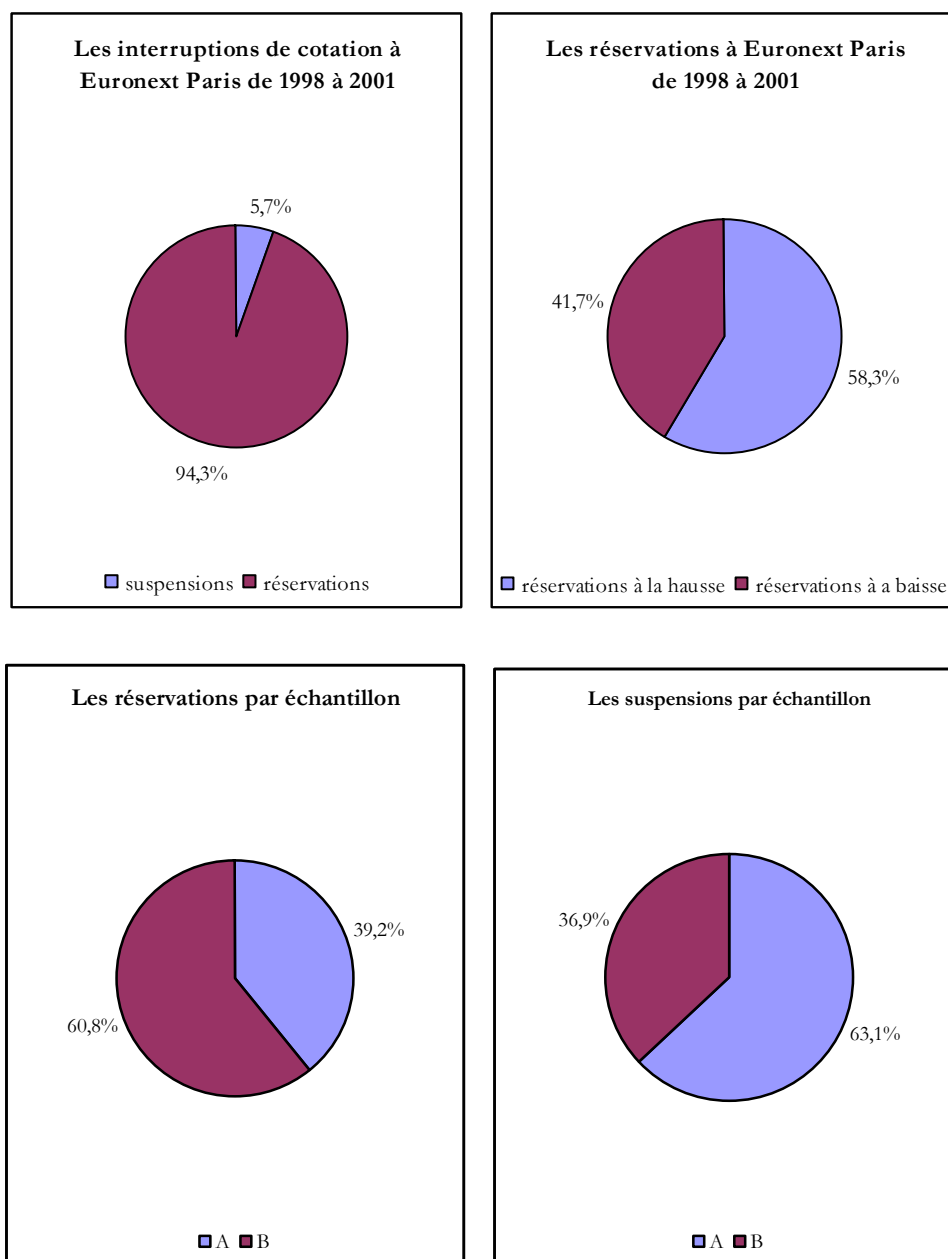 Les interruptions de cotation à
Euronext Paris de 1998 à 2001
5,7%
94,3%
suspensions réservations
Les réservations à Euronext Paris
de 1998 à 2001
41,7%
58,3%
réservations à la hausse réservations à a baisse
Les réservations par échantillon
39,2%
60,8%
A B
Les suspensions par échantillon
36,9%
63,1%
A B